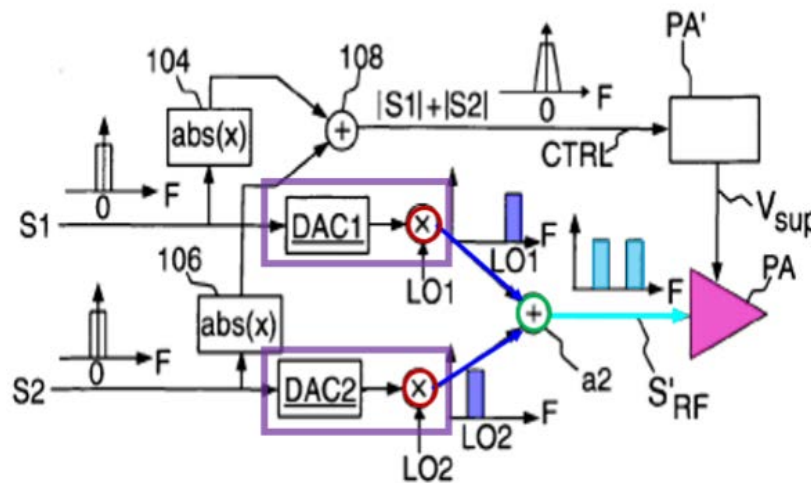 PA'
104
108
|S1|+|S2|
0
F
abs(x)
CTRL
F
0
S1
DAC1
X
F
LO1
LO1
V sup
106
abs(x)
+
F
PA
a2
S'RF
F
0
S2
DAC2
X
F
LO2
LO2
+